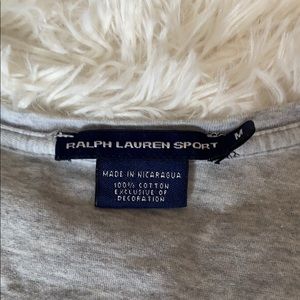 RALPH LAUREN SPORT
M
MADE IN NICARAGUA
100% COTTON
EXCLUSIVE OF
DECORATION